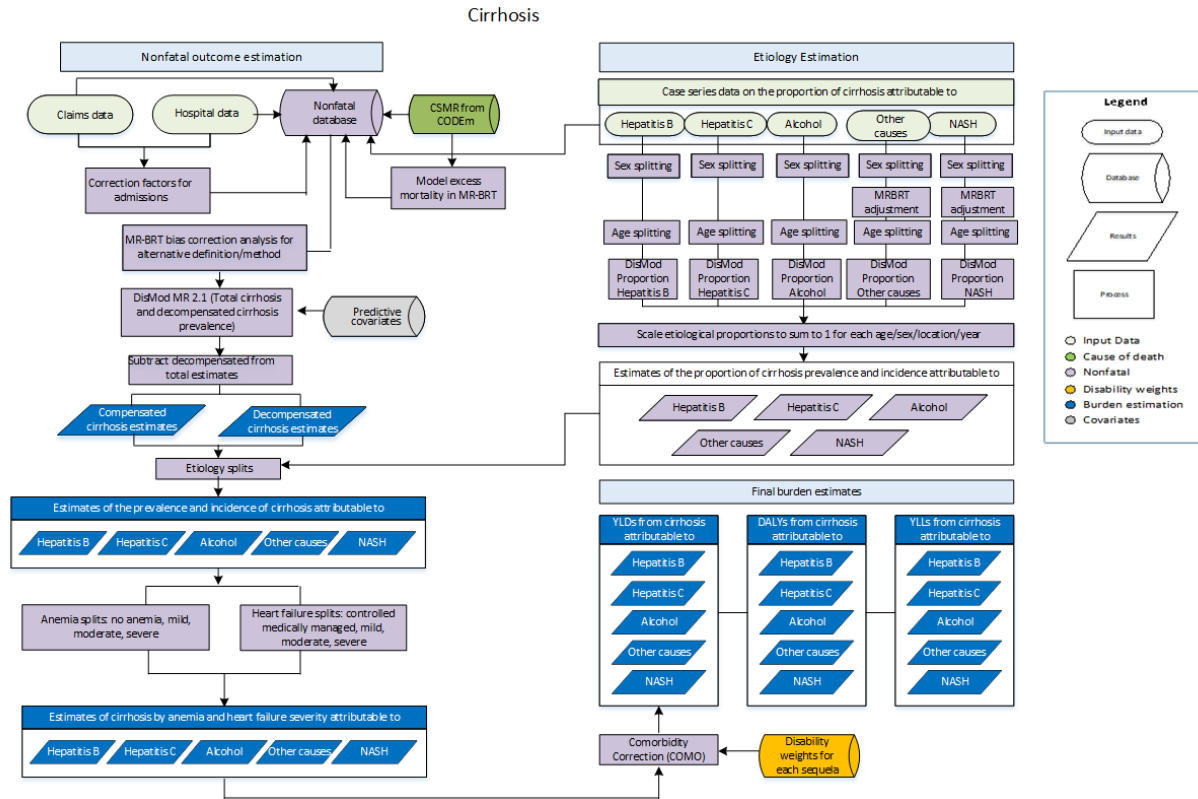 Cirrhosis
Nonfatal outcome estimation
Claims data
Hospital data
Nonfatal
database
CSMR from
CODEm
Correction factors for
admissions
Model excess
mortality in MR-BRT
MR-BRT bias correction analysis for
alternative definition/method
DisMod MR 2.1 (Total cirrhosis
and decompensated cirrhosis
prevalence)
Predictive
covariates
Subtract decompensated from
total estimates
Compensated
cirrhosis estimates
Decompensated
cirrhosis estimates
Etiology splits
Estimates of the prevalence and incidence of cirrhosis attributable to
Hepatitis B
Hepatitis C
Alcohol
Other causes
NASH
Anemia splits: no anemia, mild,
moderate, severe
Heart failure splits: controlled
medically managed, mild,
moderate, severe
Estimates of cirrhosis by anemia and heart failure severity attributable to
Hepatitis B
Hepatitis C
Alcohol
Other causes
NASH
Etiology Estimation
Case series data on the proportion of cirrhosis attributable to
Hepatitis B
Hepatitis C
Alcohol
Other
causes
NASH
Sex splitting
Sex splitting
Sex splitting
Sex splitting
Sex splitting
MRBRT
adjustment
MRBRT
adjustment
Age splitting
Age splitting
Age splitting
Age splitting
Age splitting
DisMod
Proportion
Hepatitis B
DisMod
Proportion
Hepatitis C
DisMod
Proportion
Alcohol
DisMod
Proportion
Other causes
DisMod
Proportion
NASH
Scale etiological proportions to sum to 1 for each age/sex/location/year
Estimates of the proportion of cirrhosis prevalence and incidence attributable to
Hepatitis B
Hepatitis C
Alcohol
Other causes
NASH
Final burden estimates
YLDs from cirrhosis
attributable to
Hepatitis B
Hepatitis C
Alcohol
Other causes
NASH
DALYs from cirrhosis
attributable to
Hepatitis B
Hepatitis C
Alcohol
Other causes
NASH
YLLs from cirrhosis
attributable to
Hepatitis B
Hepatitis C
Alcohol
Other causes
NASH
Comorbidity
Correction (COMO)
Disability
weights for
each sequela
Legend
Input data
Database
Results
Process
Input Data
Cause of death
Nonfatal
Disability weights
Burden estimation
Covariates